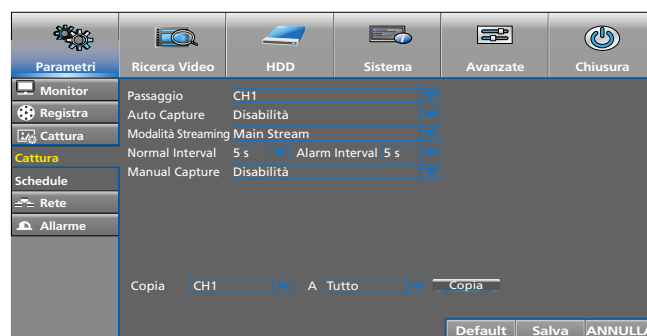 Parametri Ricerca Video HDD Sistema Avanzate Chiusura
Monitor
Registra
Cattura
Cattura
Schedule
Rete
Allarme
Passaggio CH1
Auto Capture Disabilità
Modalità Streaming Main Stream
Normal Interval 5 s Alarm Interval 5 s
Manual Capture Disabilità
Copia CH1 A Tutto Copia
Default Salva ANNULLA